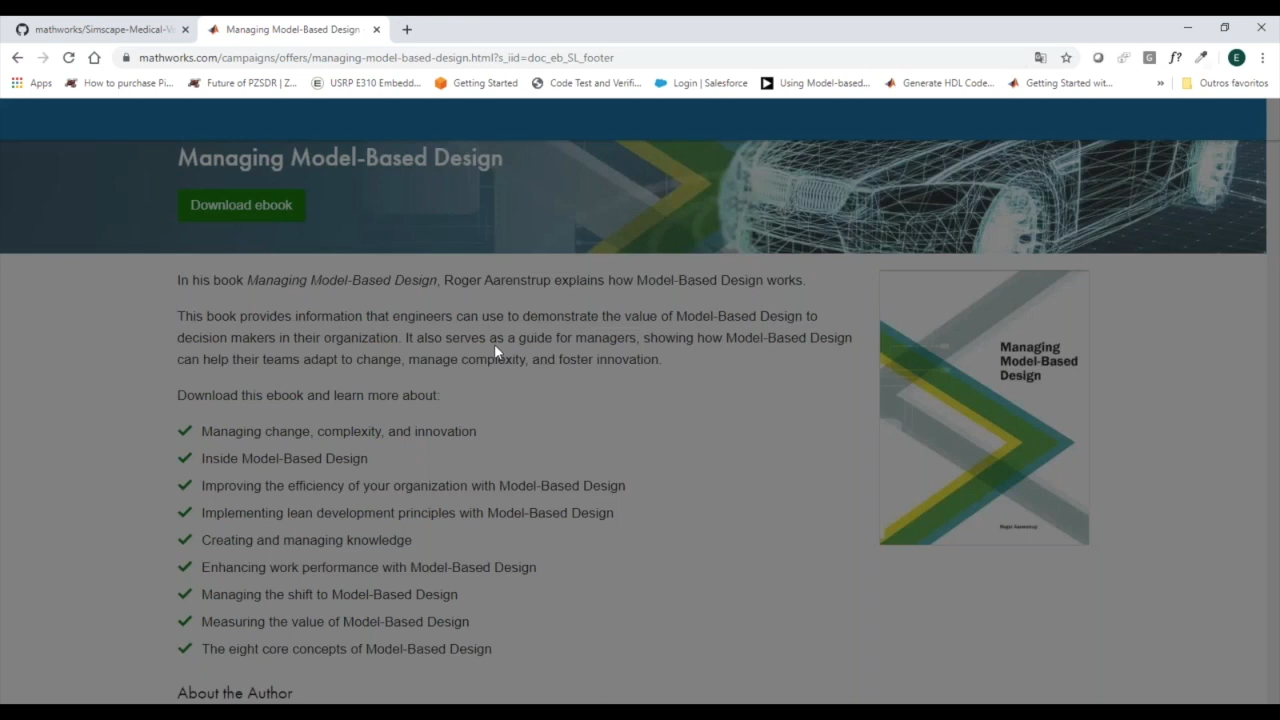 mathworks/Simscape-Medical-V
Managing Model-Based Design
mathworks.com/campaigns/offers/managing-model-based-design.html?s_iid=doc_eb_SL_footer
G
f?
E
Apps
How to purchase Pi...
Future of PZSDR | Z...
E
USRP E310 Embedd...
Getting Started
Code Test and Verifi...
Login | Salesforce
Using Model-based...
Generate HDL Code...
Getting Started wit...
»
Outros favoritos
Managing Model-Based Design
Download ebook
In his book Managing Model-Based Design, Roger Aarenstrup explains how Model-Based Design works.
This book provides information that engineers can use to demonstrate the value of Model-Based Design to
decision makers in their organization. It also serves as a guide for managers, showing how Model-Based Design
can help their teams adapt to change, manage complexity, and foster innovation.
Download this ebook and learn more about:
Managing change, complexity, and innovation
Inside Model-Based Design
Improving the efficiency of your organization with Model-Based Design
Implementing lean development principles with Model-Based Design
Creating and managing knowledge
Enhancing work performance with Model-Based Design
Managing the shift to Model-Based Design
Measuring the value of Model-Based Design
The eight core concepts of Model-Based Design
About the Author
Managing
Model-Based
Design
Roger Aarenstrup